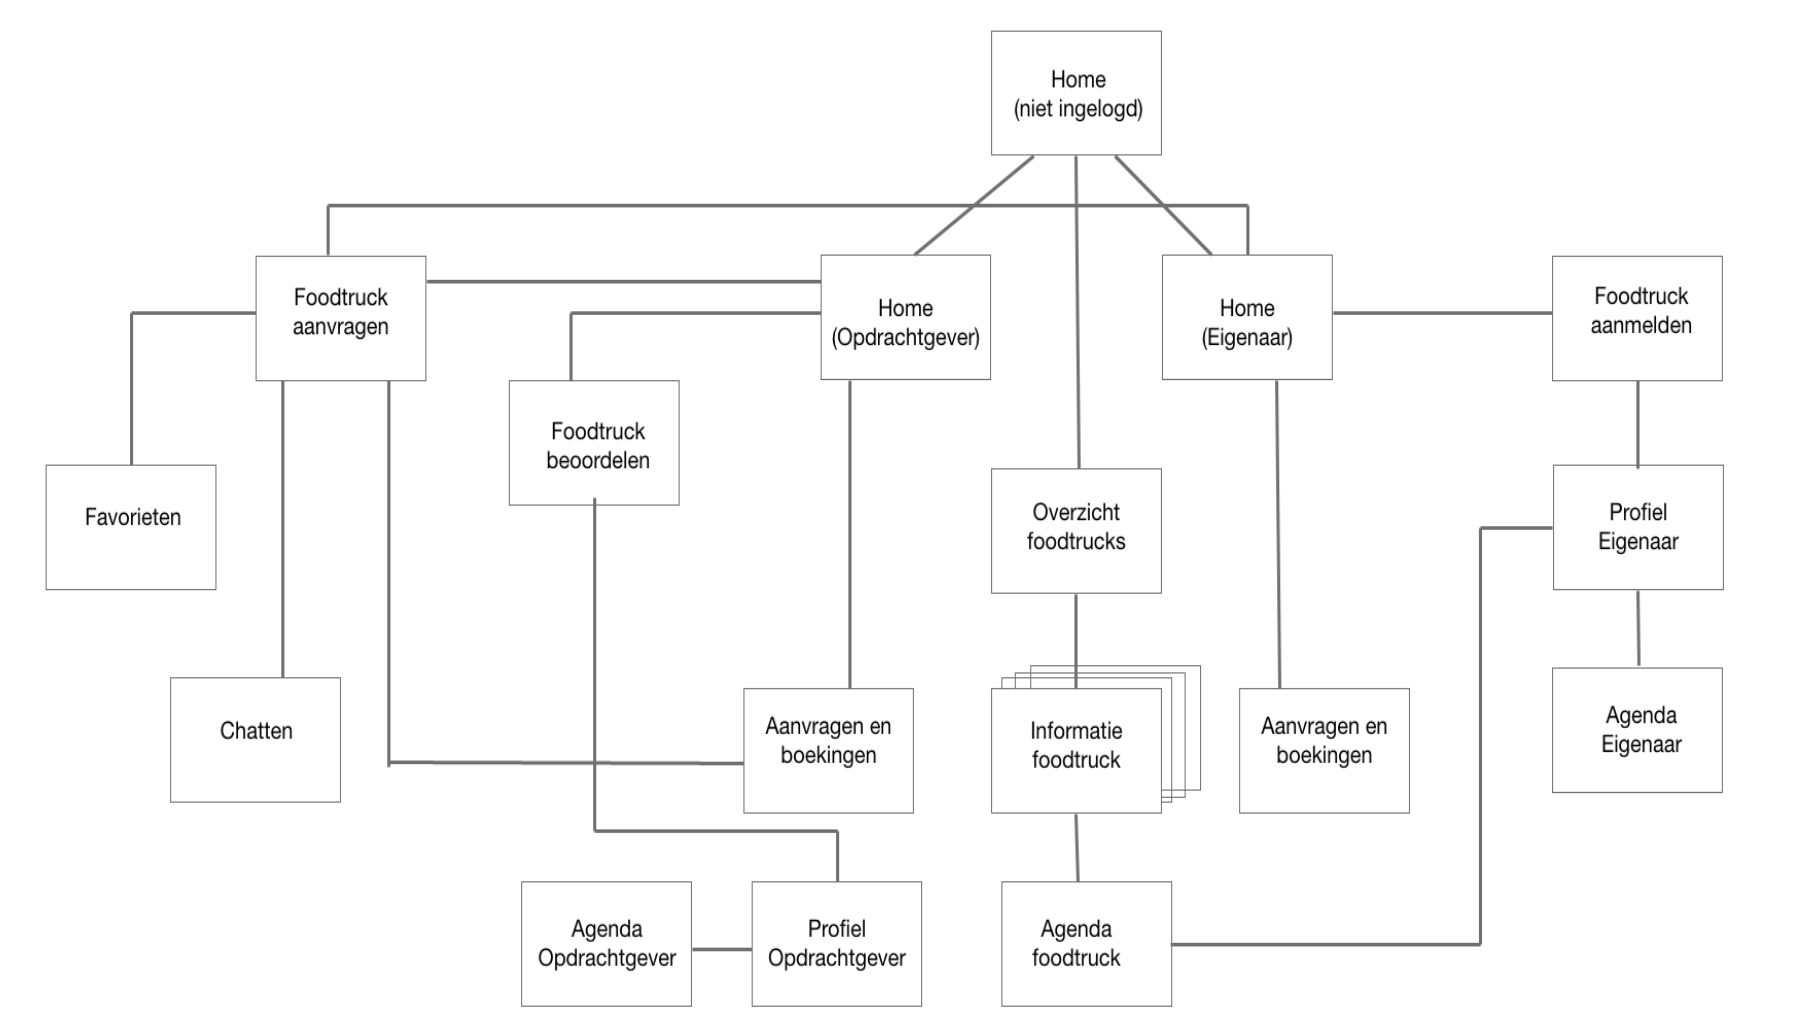 Home
(niet ingelogd)
Foodtruck
aanvragen
Home
(Opdrachtgever)
Home
(Eigenaar)
Foodtruck
aanmelden
Foodtruck
beoordelen
Favorieten
Overzicht
foodtrucks
Profiel
Eigenaar
Chatten
Aanvragen en
boekingen
Informatie
foodtruck
Aanvragen en
boekingen
Agenda
Eigenaar
Agenda
Opdrachtgever
Profiel
Opdrachtgever
Agenda
foodtruck